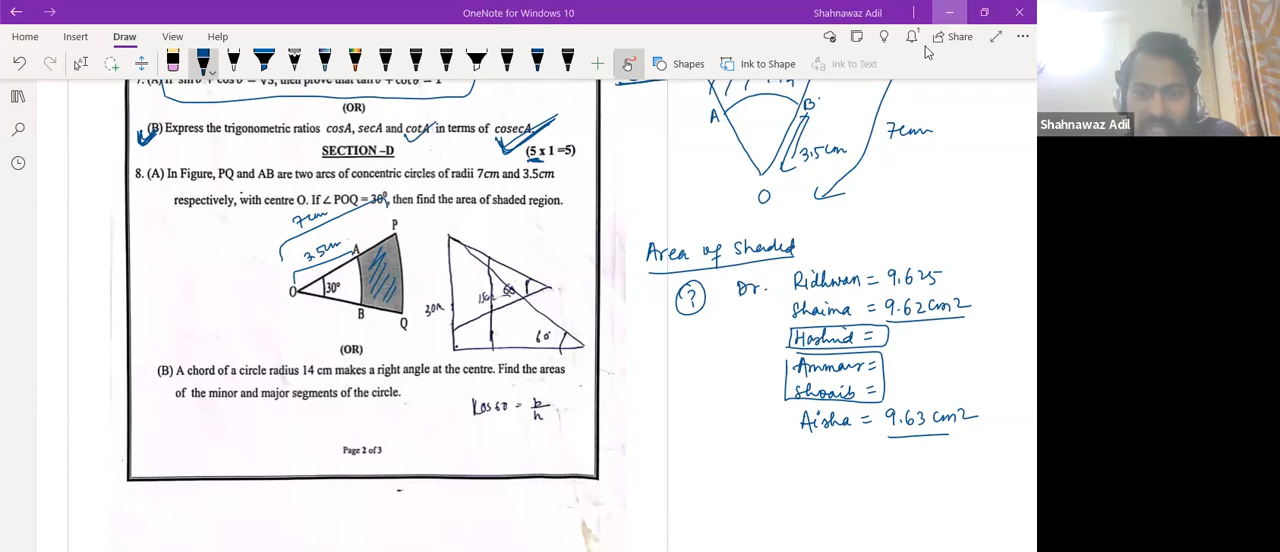 OneNote for Windows 10
Shahnawaz Adil
Home Insert Draw View Help
Share
Shapes
Ink to Shape
Ink to Text
(OR)
(B) Express the trigonometric ratios cosA, secA and cotA in terms of cosecA.
SECTION –D
(5 x 1 =5)
8. (A) In Figure, PQ and AB are two arcs of concentric circles of radii 7cm and 3.5cm
respectively, with centre O. If ∠ POQ = 30°, then find the area of shaded region.
7cm
3.5cm
P
A
O
30°
B
Q
60
60
(OR)
(B) A chord of a circle radius 14 cm makes a right angle at the centre. Find the areas
of the minor and major segments of the circle.
Cos 60 = b/h
Page 2 of 3
A
B
3.5cm
7cm
O
Area of Shaded
?
Dr.
Ridhwan = 9.625
Shaima = 9.62 cm2
Hashid =
Ammar =
Shoaib =
Aisha = 9.63 cm2
Shahnawaz Adil